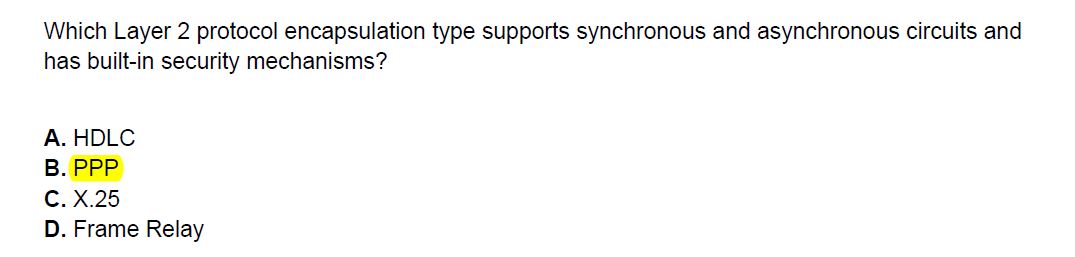 Which Layer 2 protocol encapsulation type supports synchronous and asynchronous circuits and
has built-in security mechanisms?
A. HDLC
B. PPP
C. X.25
D. Frame Relay